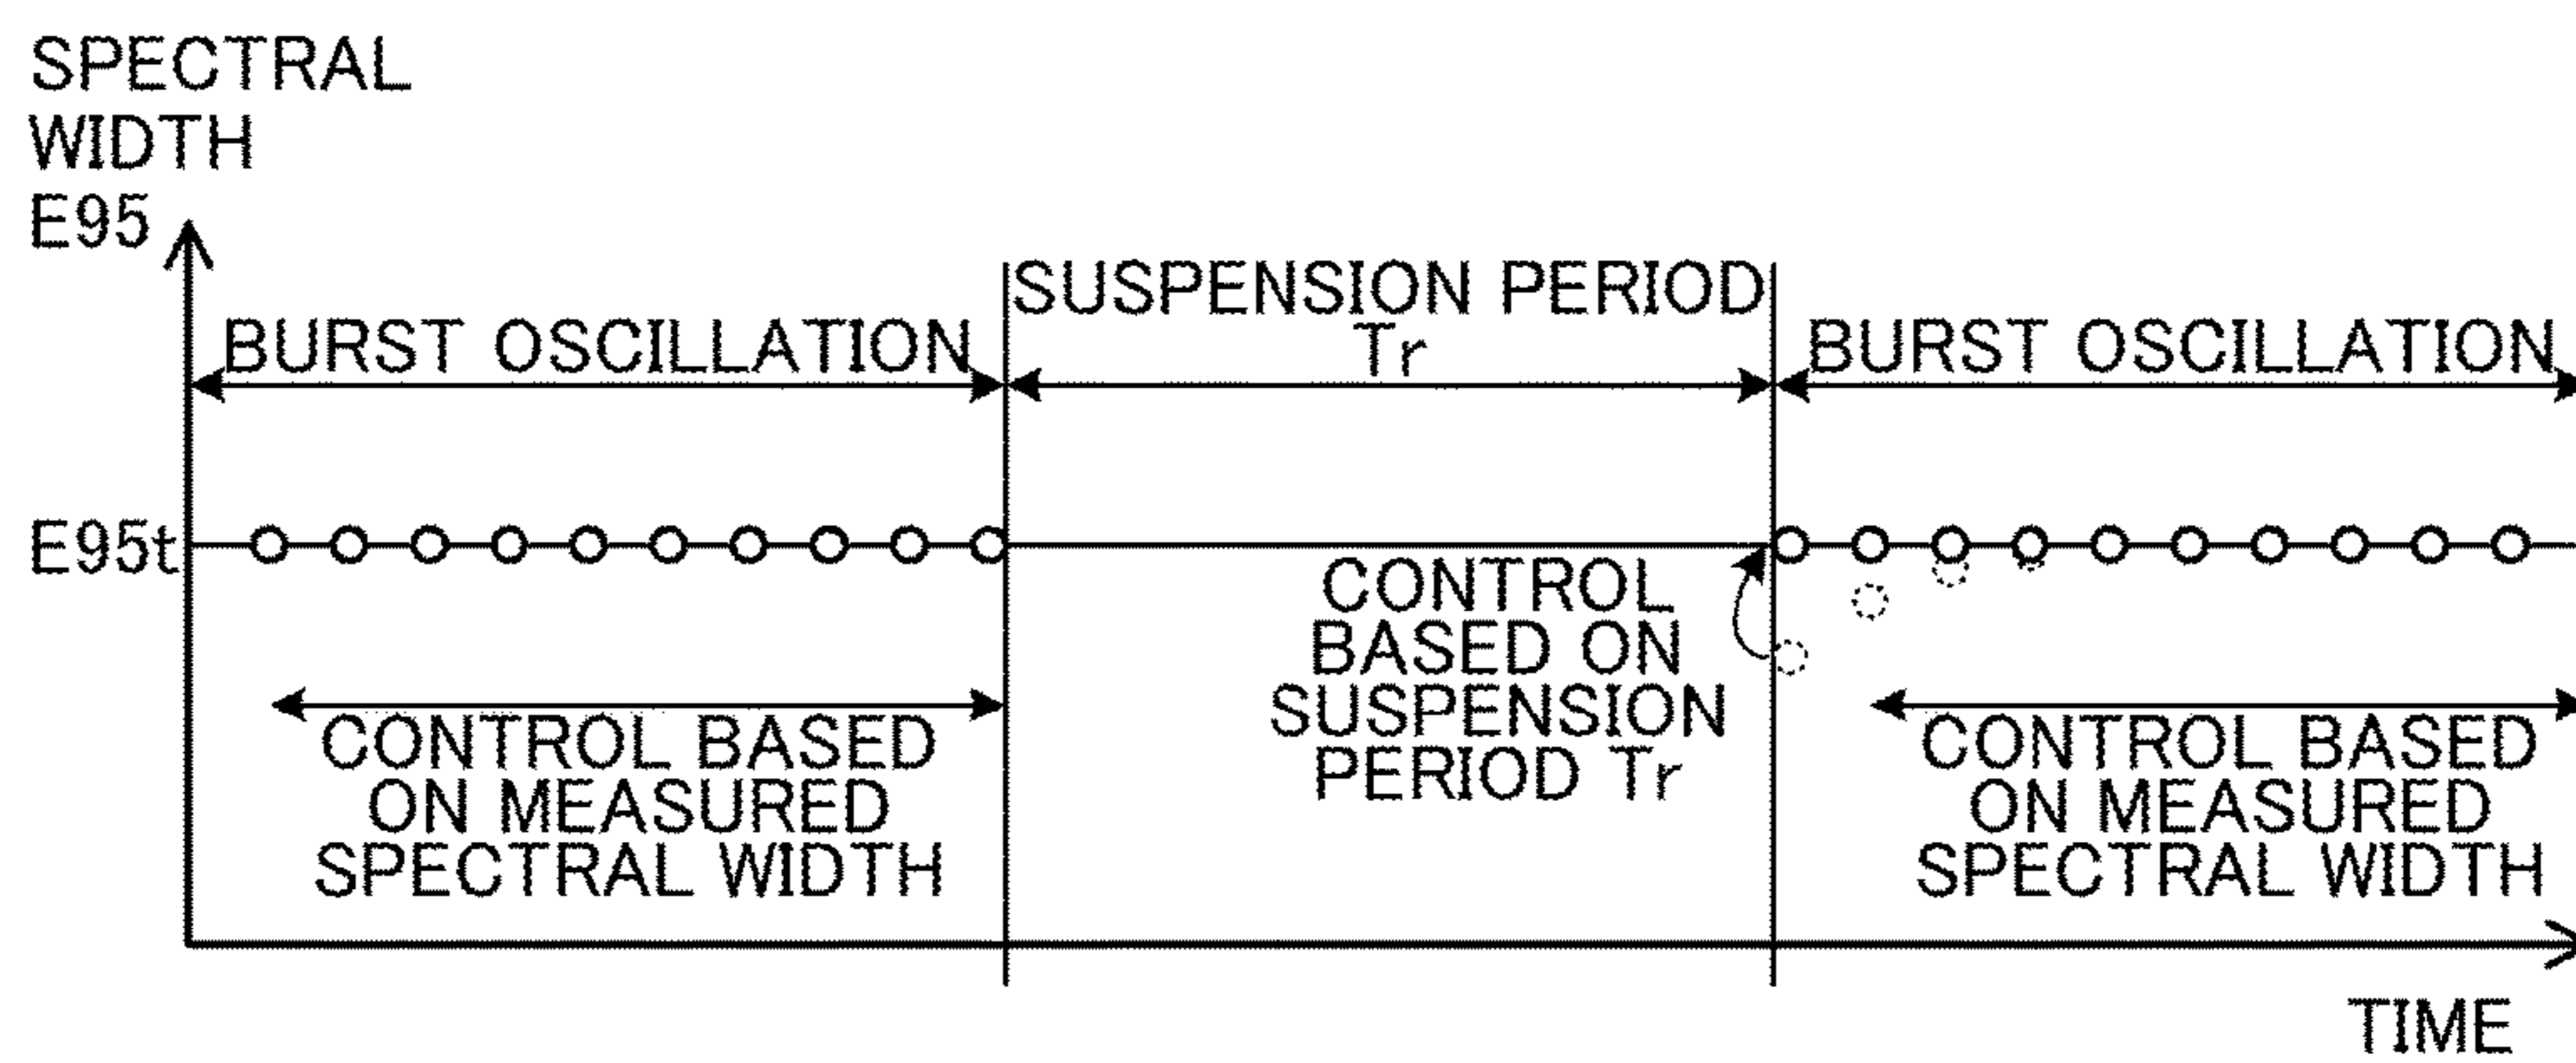 SPECTRAL
WIDTH
E95
SUSPENSION PERIOD
Tr
BURST OSCILLATION
BURST OSCILLATION
E95t
CONTROL
BASED ON
SUSPENSION
PERIOD Tr
CONTROL BASED
ON MEASURED
SPECTRAL WIDTH
CONTROL BASED
ON MEASURED
SPECTRAL WIDTH
TIME